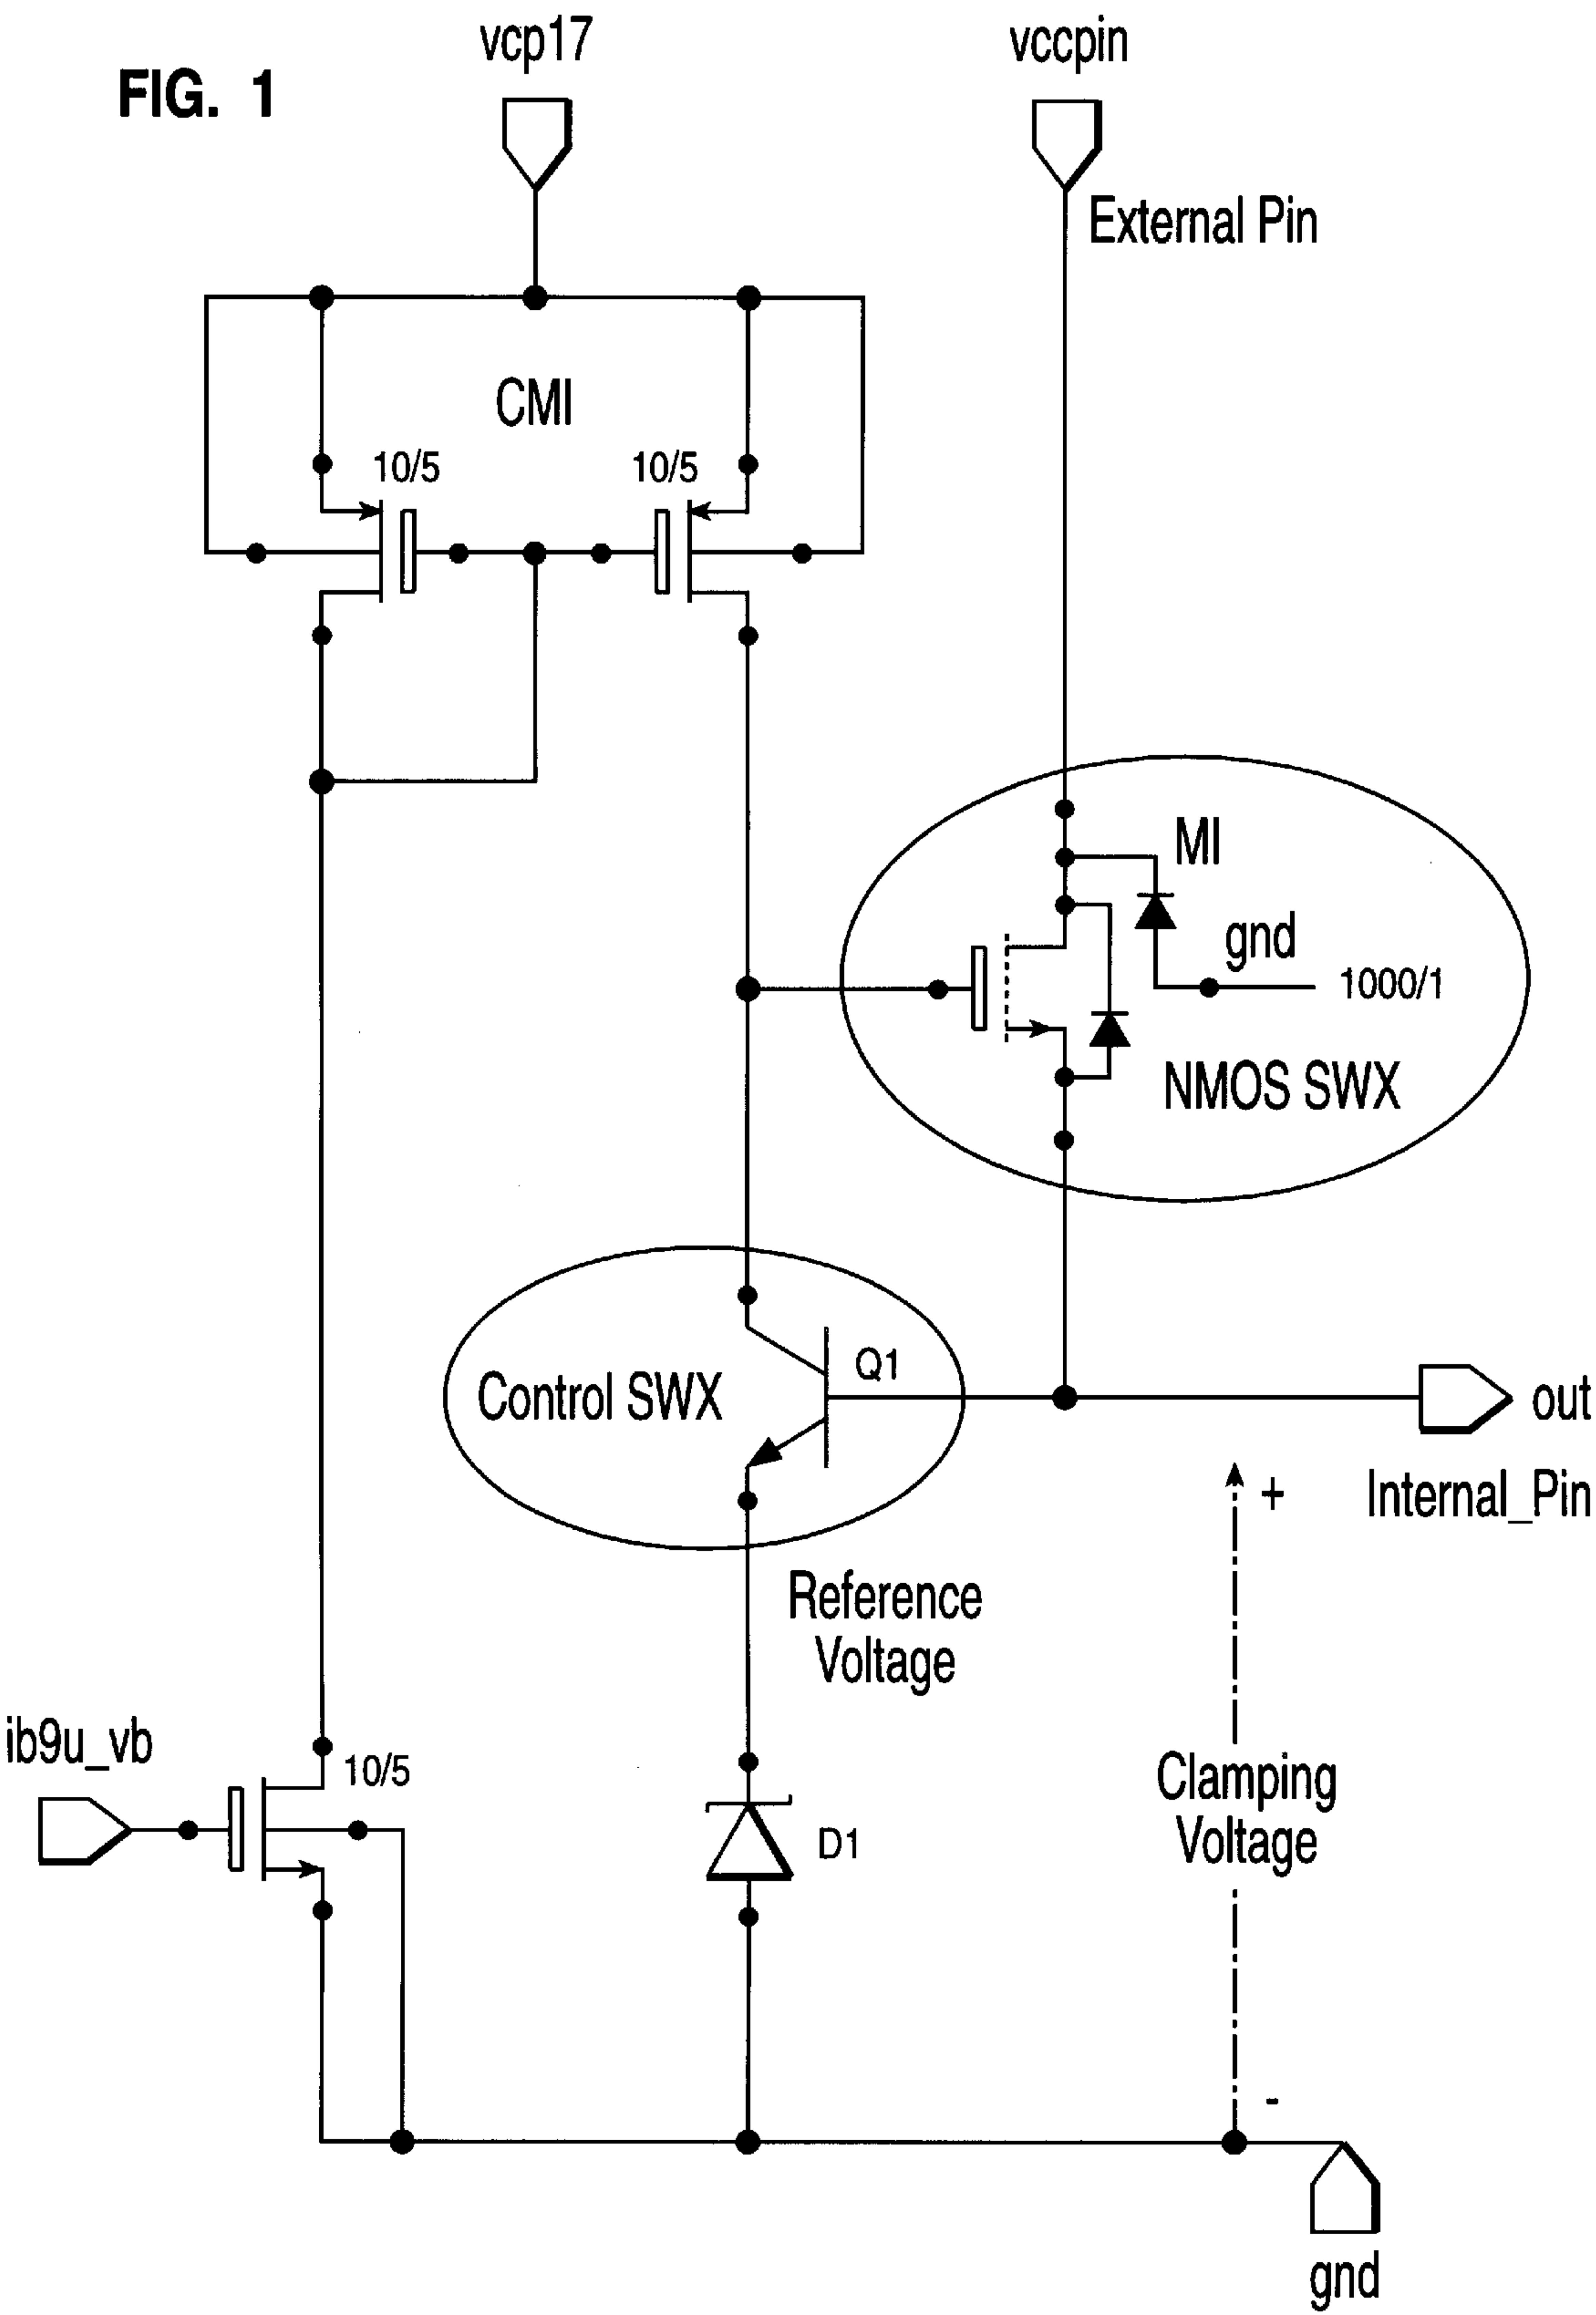 FIG. 1
vcp17
vccpin
External Pin
CMI
10/5
10/5
MI
gnd
1000/1
NMOS SWX
Control SWX
Q1
out
Internal_Pin
+
Reference
Voltage
ib9u_vb
10/5
D1
Clamping
Voltage
-
gnd